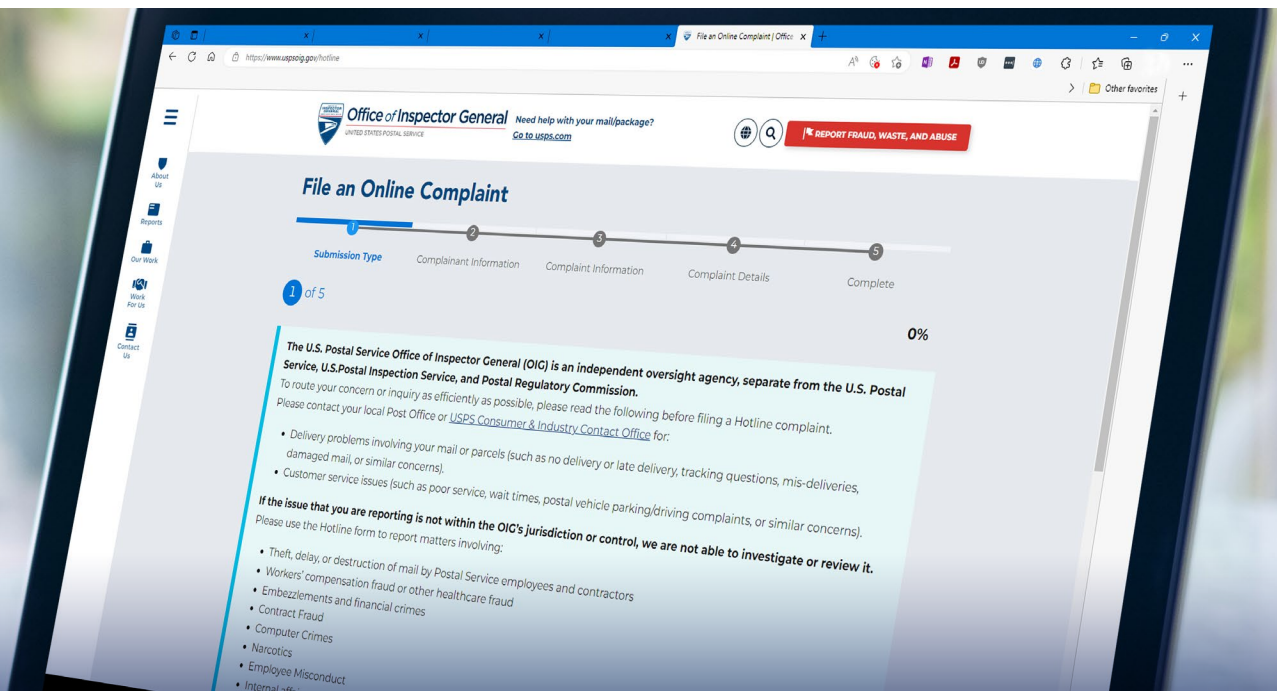 File an Online Complaint | Office
https://www.uspsoig.gov/hotline
Other favorites
Office of Inspector General
UNITED STATES POSTAL SERVICE
Need help with your mail/package?
Go to usps.com
REPORT FRAUD, WASTE, AND ABUSE
About Us
Reports
Our Work
Work For Us
Contact Us
File an Online Complaint
1 2 3 4 5
Submission Type Complainant Information Complaint Information Complaint Details Complete
1 of 5
0%
The U.S. Postal Service Office of Inspector General (OIG) is an independent oversight agency, separate from the U.S. Postal
Service, U.S.Postal Inspection Service, and Postal Regulatory Commission.
To route your concern or inquiry as efficiently as possible, please read the following before filing a Hotline complaint.
Please contact your local Post Office or USPS Consumer & Industry Contact Office for:
• Delivery problems involving your mail or parcels (such as no delivery or late delivery, tracking questions, mis-deliveries,
damaged mail, or similar concerns).
• Customer service issues (such as poor service, wait times, postal vehicle parking/driving complaints, or similar concerns).
If the issue that you are reporting is not within the OIG's jurisdiction or control, we are not able to investigate or review it.
Please use the Hotline form to report matters involving:
• Theft, delay, or destruction of mail by Postal Service employees and contractors
• Workers' compensation fraud or other healthcare fraud
• Embezzlements and financial crimes
• Contract Fraud
• Computer Crimes
• Narcotics
• Employee Misconduct
• Internal